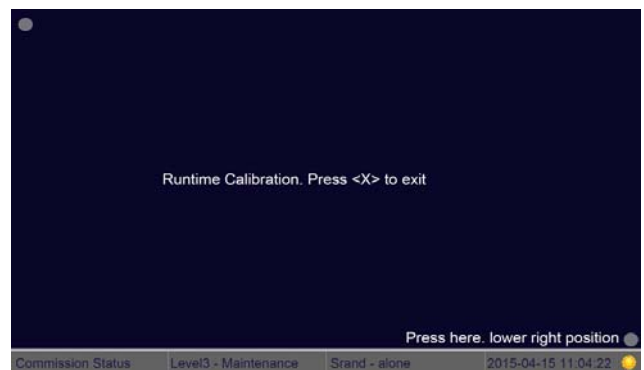 Runtime Calibration. Press <X> to exit
Press here. lower right position
Commission Status Level3 - Maintenance Srand - alone 2015-04-15 11:04:22